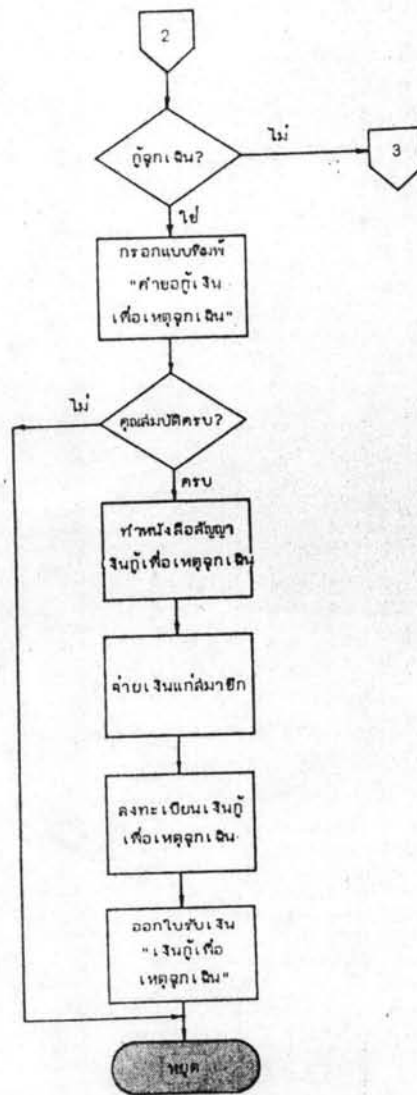 2
กู้ฉุกเฉิน?
ไม่
3
ใช่
กรอกแบบพิมพ์
"คำขอกู้เงิน
เพื่อเหตุฉุกเฉิน"
ไม่
คุณสมบัติครบ?
ครบ
ทำหนังสือสัญญา
เงินกู้เพื่อเหตุฉุกเฉิน
จ่ายเงินแก่สมาชิก
ลงทะเบียนเงินกู้
เพื่อเหตุฉุกเฉิน
ออกใบรับเงิน
"เงินกู้เพื่อ
เหตุฉุกเฉิน"
หยุด